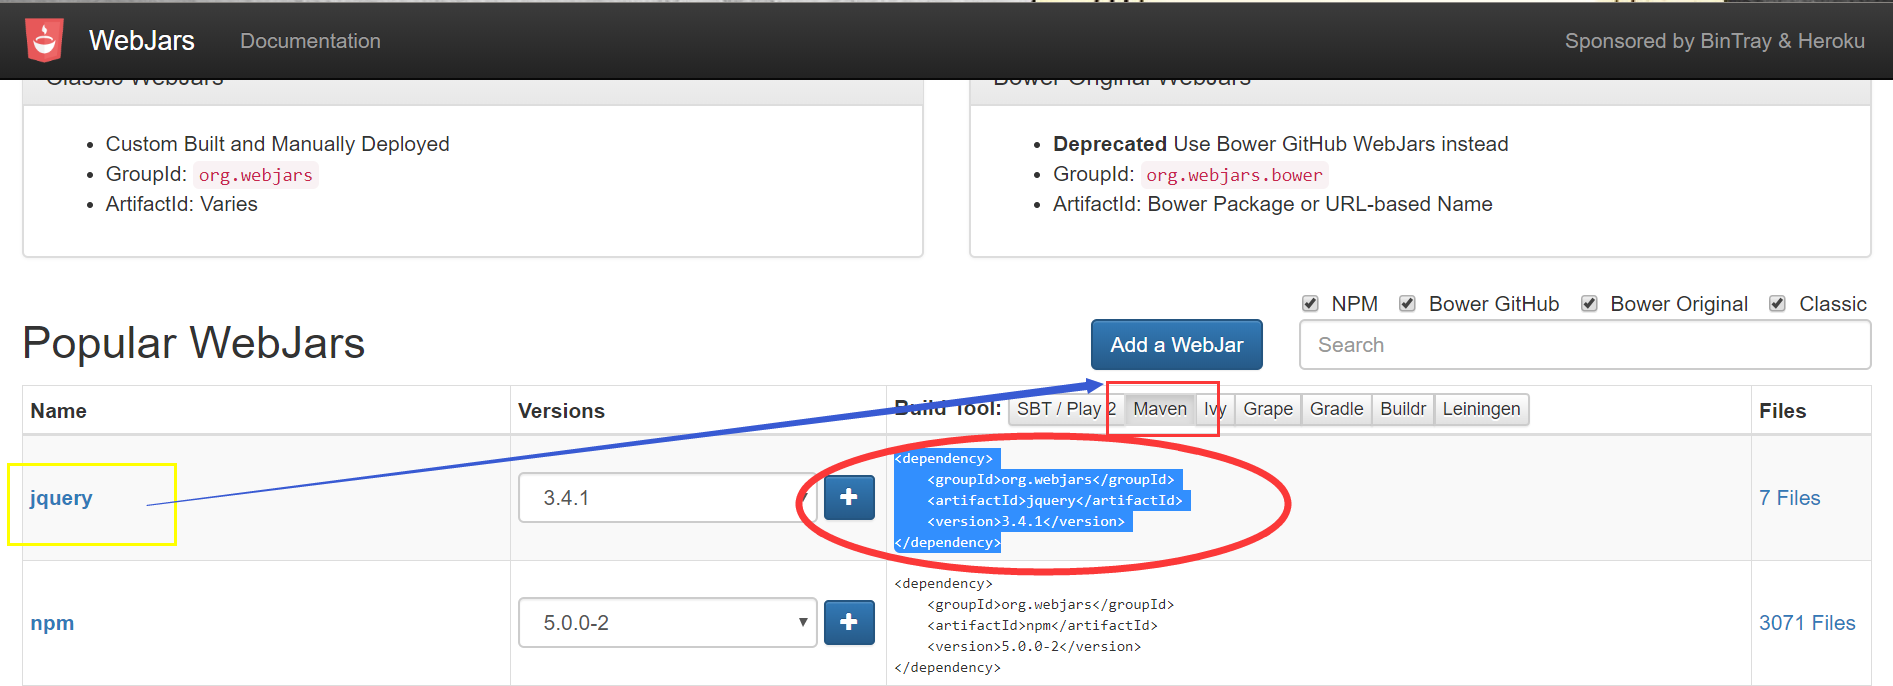 WebJars
Documentation
Sponsored by BinTray & Heroku
Classic WebJars
Bower Original WebJars
Custom Built and Manually Deployed
GroupId: org.webjars
ArtifactId: Varies
Deprecated Use Bower GitHub WebJars instead
GroupId: org.webjars.bower
ArtifactId: Bower Package or URL-based Name
NPM
Bower GitHub
Bower Original
Classic
Popular WebJars
Add a WebJar
Search
Name
Versions
Build Tool:
SBT / Play 2
Maven
Ivy
Grape
Gradle
Buildr
Leiningen
Files
jquery
3.4.1
<dependency>
    <groupId>org.webjars</groupId>
    <artifactId>jquery</artifactId>
    <version>3.4.1</version>
</dependency>
7 Files
npm
5.0.0-2
<dependency>
    <groupId>org.webjars</groupId>
    <artifactId>npm</artifactId>
    <version>5.0.0-2</version>
</dependency>
3071 Files